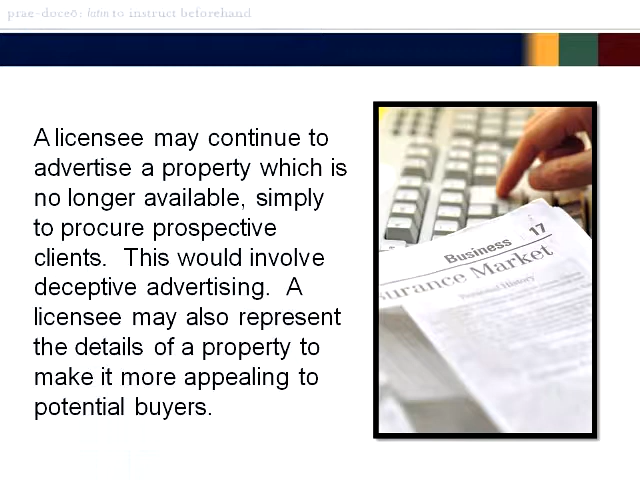 prae-doceō: latin to instruct beforehand
A licensee may continue to
advertise a property which is
no longer available, simply
to procure prospective
clients.  This would involve
deceptive advertising.  A
licensee may also represent
the details of a property to
make it more appealing to
potential buyers.
Business 17
surance Market